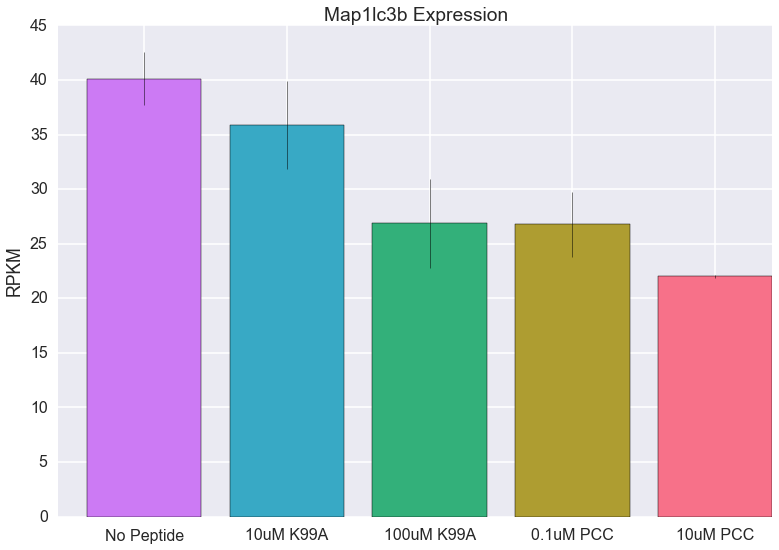 Map1lc3b Expression
RPKM
45
40
35
30
25
20
15
10
5
0
No Peptide
10uM K99A
100uM K99A
0.1uM PCC
10uM PCC